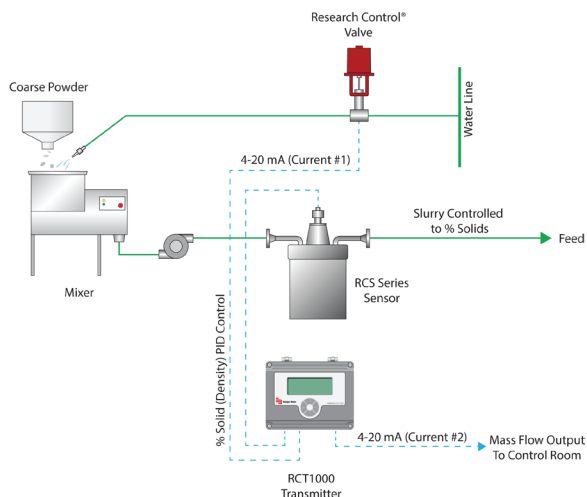 Research Control®
Valve
Coarse Powder
Water Line
4-20 mA (Current #1)
Slurry Controlled
to % Solids
Feed
Mixer
RCS Series
Sensor
% Solid (Density) PID Control
4-20 mA (Current #2)
Mass Flow Output
To Control Room
RCT1000
Transmitter